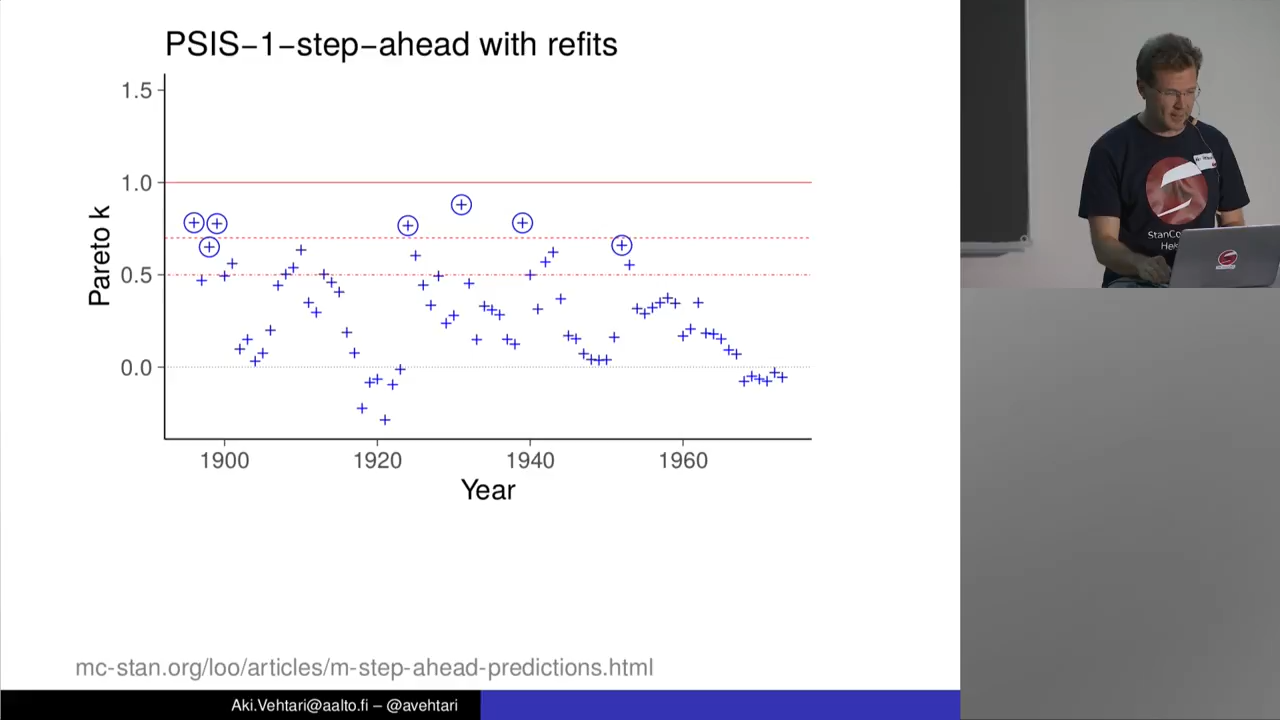 PSIS−1−step−ahead with refits
1.5
1.0
0.5
0.0
Pareto k
1900 1920 1940 1960
Year
mc-stan.org/loo/articles/m-step-ahead-predictions.html
Aki.Vehtari@aalto.fi – @avehtari